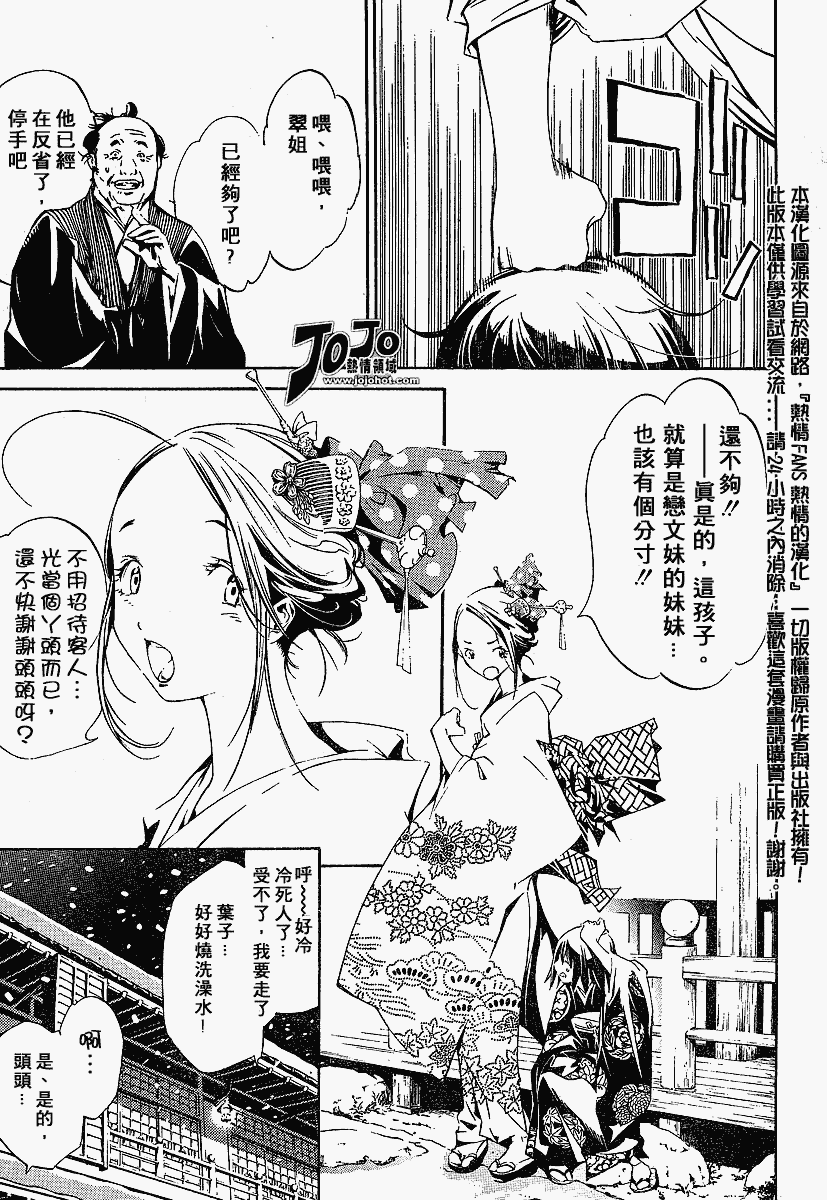 コン
喂、喂喂，
翠姐
已經夠了吧？
他已經
在反省了，
停手吧
JOJO
熱情領域
www.jojohot.com
還不夠!!
——真是的，這孩子。
就算是戀文妹的妹妹…
也該有個分寸!!
不用招待客人…
光當個丫頭而已，
還不快謝謝頭頭呀？
呼～～好冷
冷死人了…
受不了，我要走了
葉子…
好好燒洗澡水！
啊…
是、是的，
頭頭…
本漢化圖源來自於網路，『熱情FANS 熱情的漢化』一切版權歸原作者與出版社擁有！
此版本僅供學習試看交流……請24小時之內消除…喜歡這套漫畫請購買正版！謝謝。